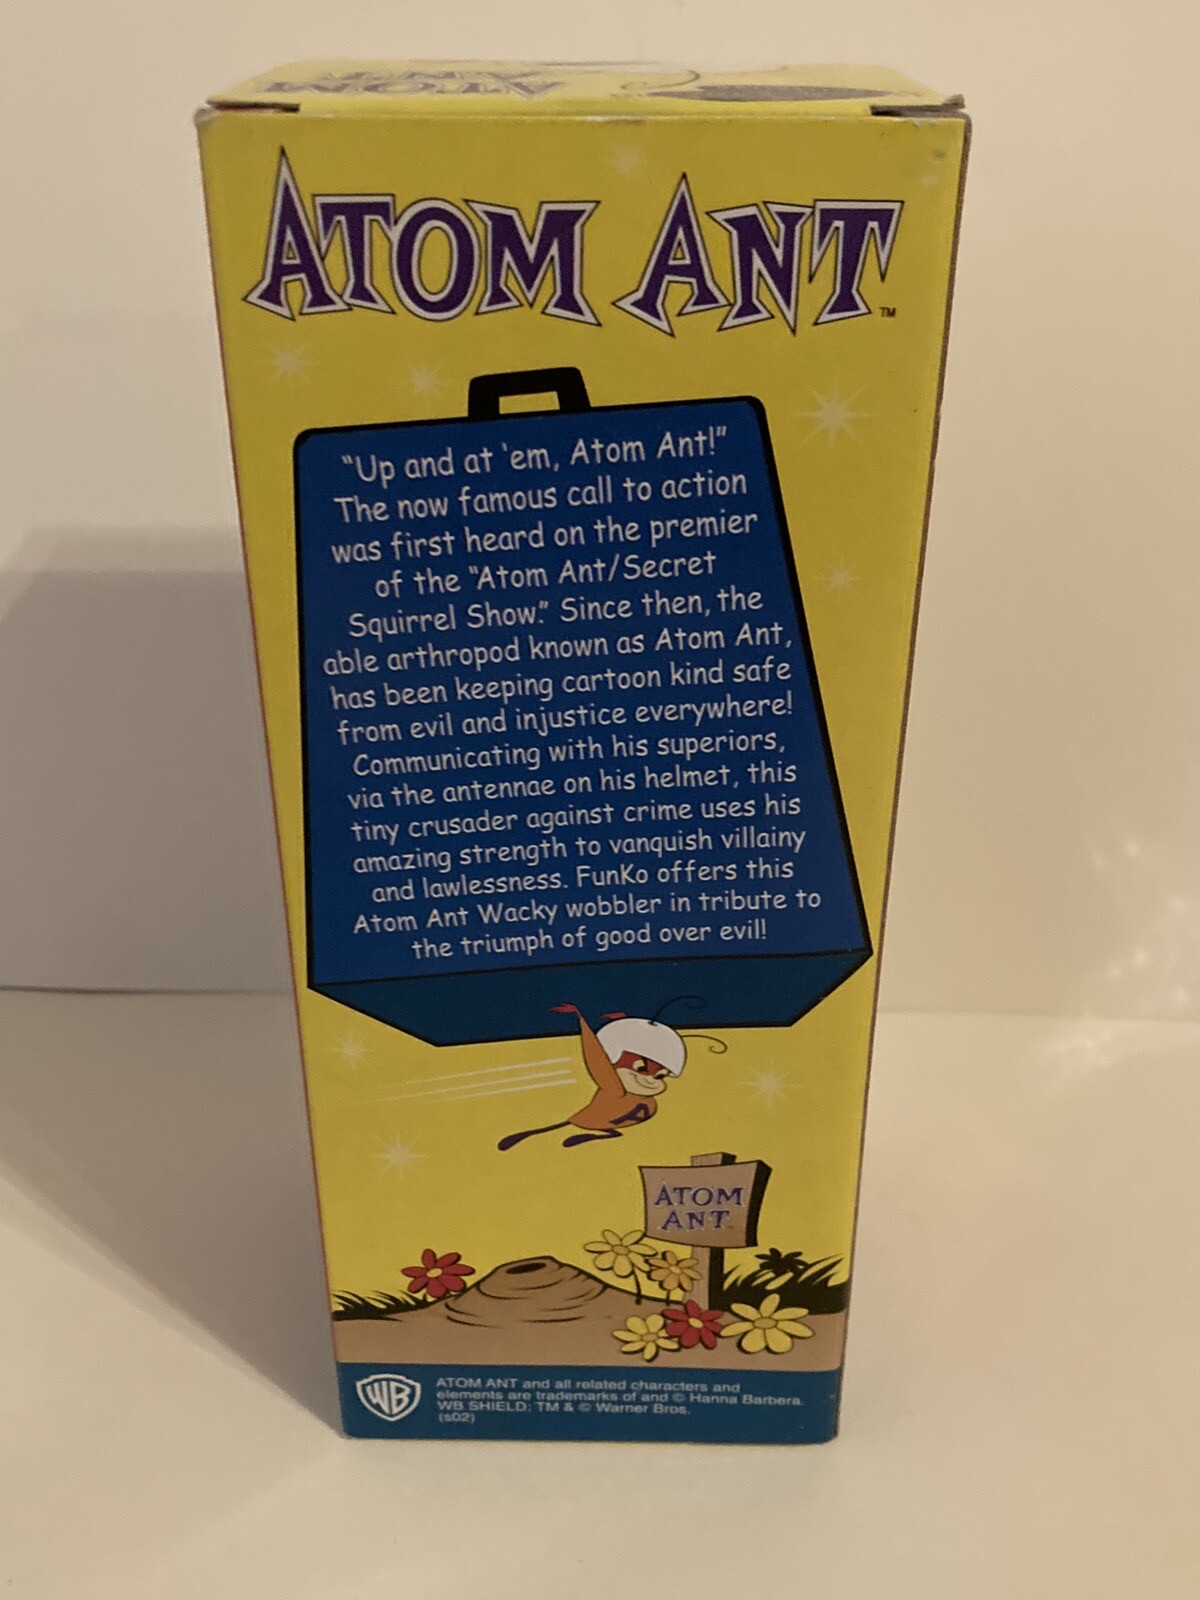 ATOM
ANT
ATOM ANT™
"Up and at 'em, Atom Ant!"
The now famous call to action
was first heard on the premier
of the "Atom Ant/Secret
Squirrel Show." Since then, the
able arthropod known as Atom Ant,
has been keeping cartoon kind safe
from evil and injustice everywhere!
Communicating with his superiors,
via the antennae on his helmet, this
tiny crusader against crime uses his
amazing strength to vanquish villainy
and lawlessness. FunKo offers this
Atom Ant Wacky wobbler in tribute to
the triumph of good over evil!
A
ATOM
ANT™
WB
ATOM ANT and all related characters and
elements are trademarks of and © Hanna Barbera.
WB SHIELD: TM & © Warner Bros.
(s02)